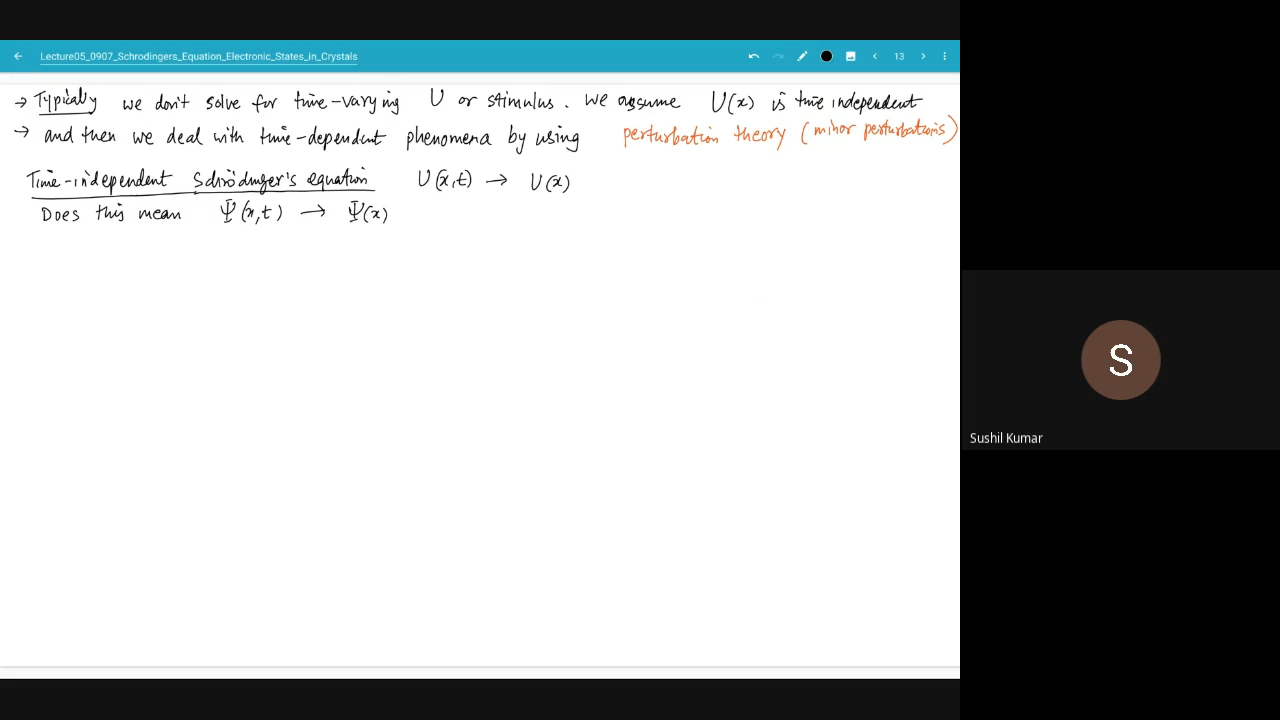 Lecture05_0907_Schrodingers_Equation_Electronic_States_in_Crystals
13
→ Typically we don't solve for time-varying U or stimulus. We assume U(x) is time independent
→ and then we deal with time-dependent phenomena by using perturbation theory (minor perturbations)
Time-independent Schrödinger's equation U(x,t) → U(x)
Does this mean Ψ(x,t) → Ψ(x)
S
Sushil Kumar